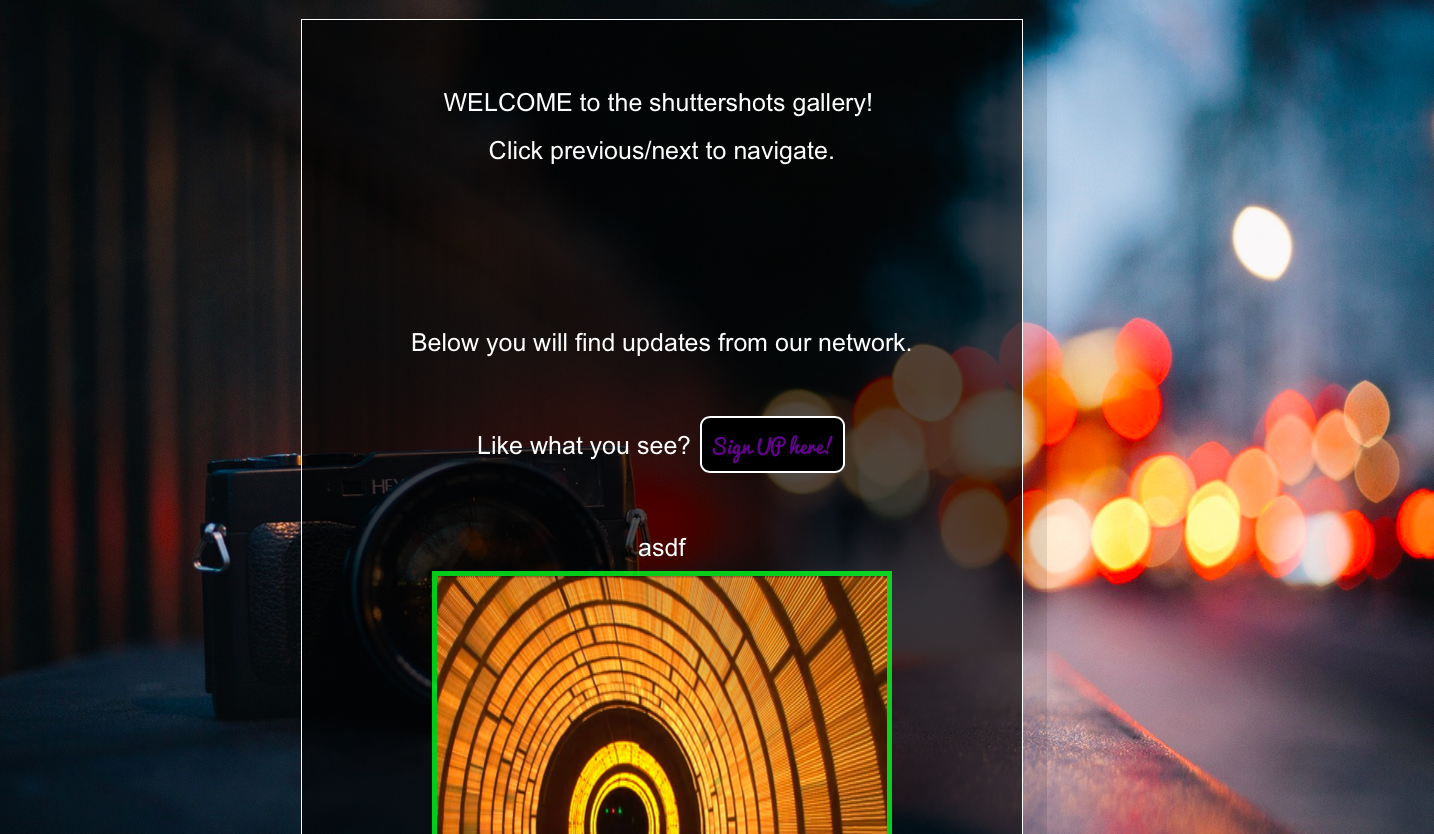 WELCOME to the shuttershots gallery!
Click previous/next to navigate.
Below you will find updates from our network.
Like what you see? Sign UP here!
asdf
HEX